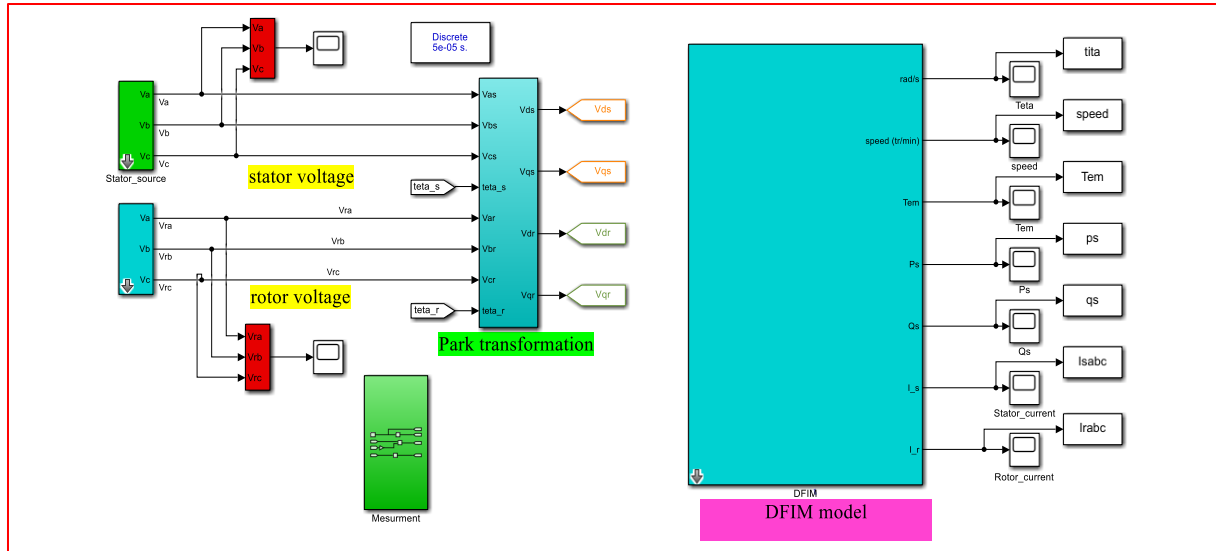 Va
Vb
Vc
Discrete
5e-05 s.
Va
Vb
Vc
Stator_source
Va
Vb
Vc
stator voltage
Vas
Vbs
Vcs
teta_s
Var
Vbr
Vcr
teta_r
Vds
Vqs
Vdr
Vqr
Vds
Vqs
Vdr
Vqr
teta_s
teta_r
Park transformation
Va
Vb
Vc
Vra
Vrb
Vrc
Vra
Vrb
Vrc
rotor voltage
Vra
Vrb
Vrc
Mesurment
rad/s
speed (tr/min)
Tem
Ps
Qs
I_s
I_r
DFIM
DFIM model
tita
Teta
speed
speed
Tem
Tem
ps
Ps
qs
Qs
Isabc
Stator_current
Irabc
Rotor_current